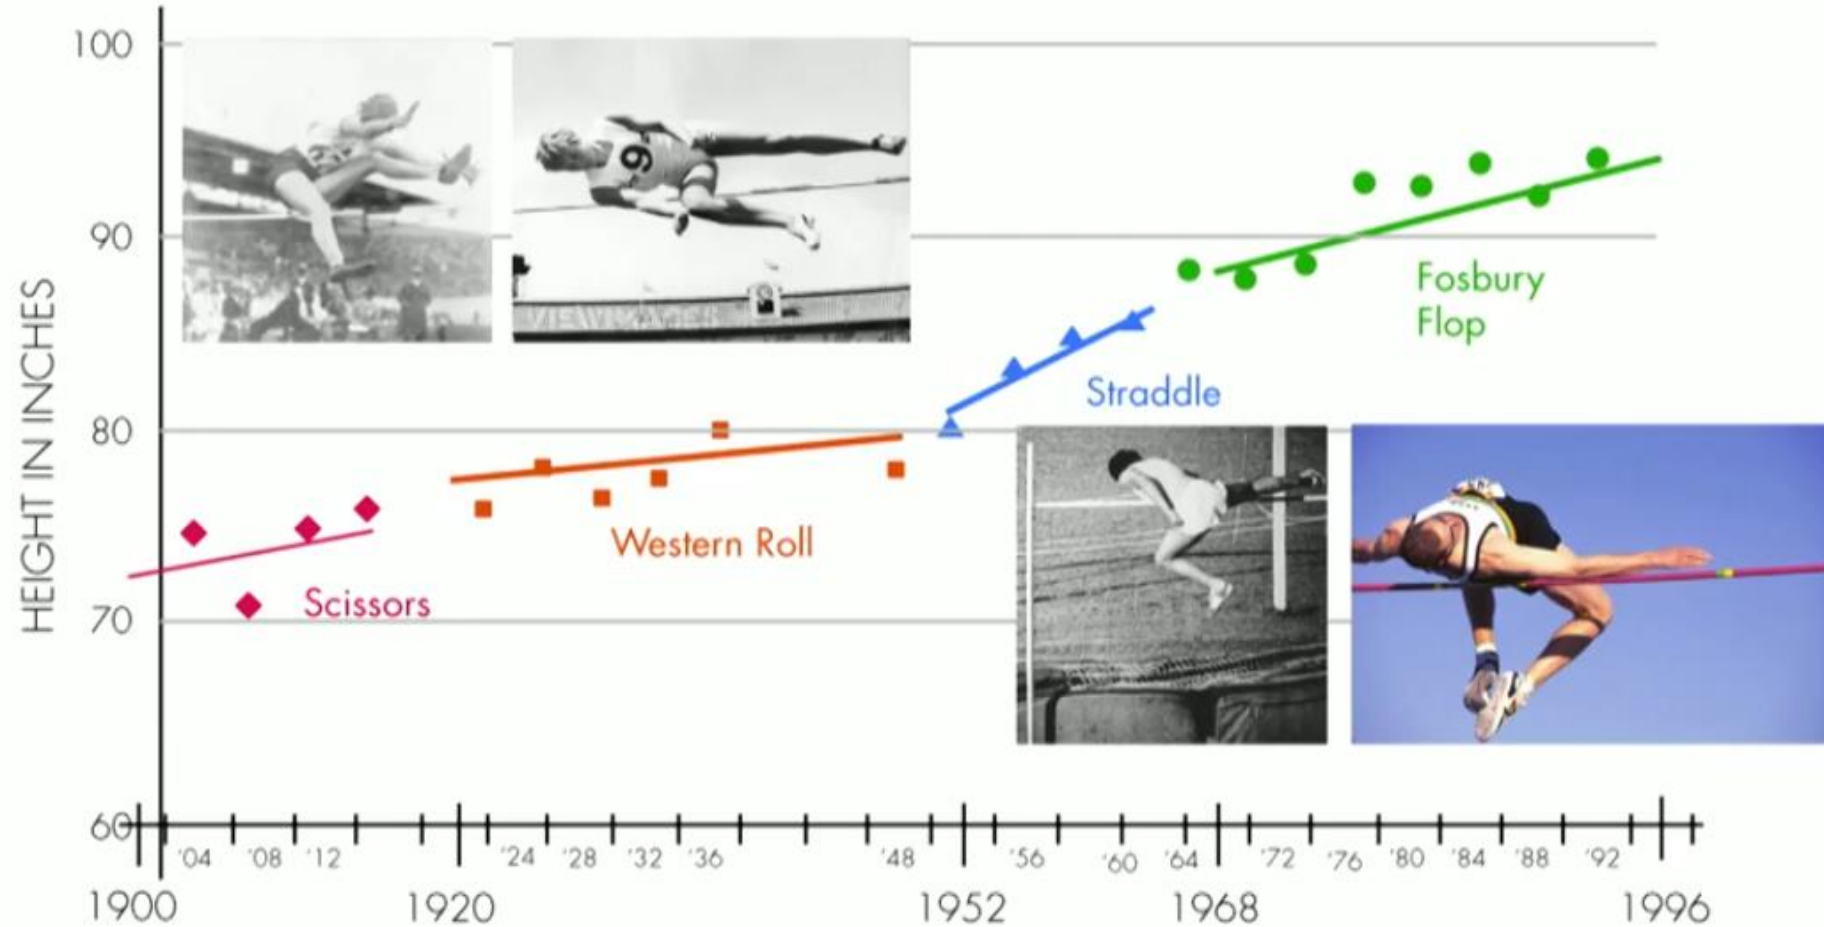 HEIGHT IN INCHES
100
90
80
70
60
Scissors
Western Roll
Straddle
Fosbury
Flop
9
'04 '08 '12 '24 '28 '32 '36 '48 '56 '60 '64 '72 '76 '80 '84 '88 '92
1900 1920 1952 1968 1996